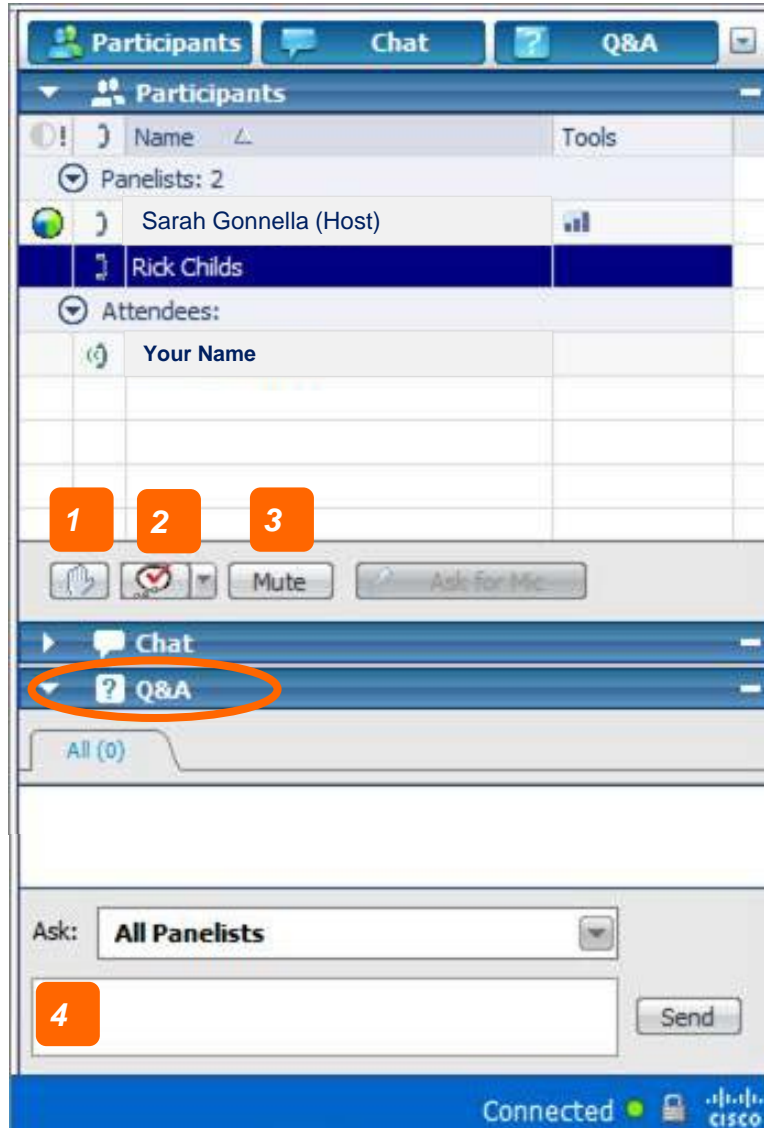 Participants Chat ? Q&A
Participants
! Name Tools
Panelists: 2
Sarah Gonnella (Host)
Rick Childs
Attendees:
Your Name
1 2 3
Mute Ask for Mic
Chat
? Q&A
All (0)
Ask: All Panelists
4
Send
Connected
CISCO